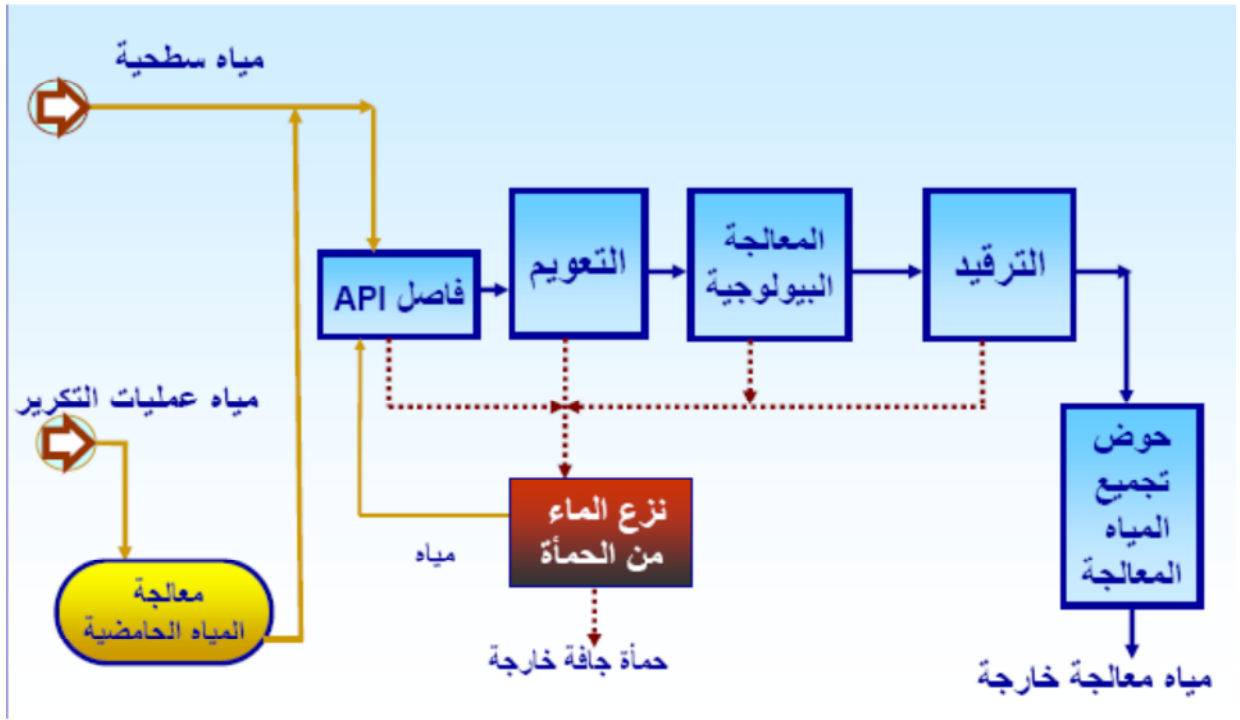 مياه سطحية
فاصل API
التعويم
المعالجة
البيولوجية
الترقيد
مياه عمليات التكرير
معالجة
المياه الحامضية
مياه
نزع الماء
من الحمأة
حمأة جافة خارجة
حوض
تجميع
المياه
المعالجة
مياه معالجة خارجة